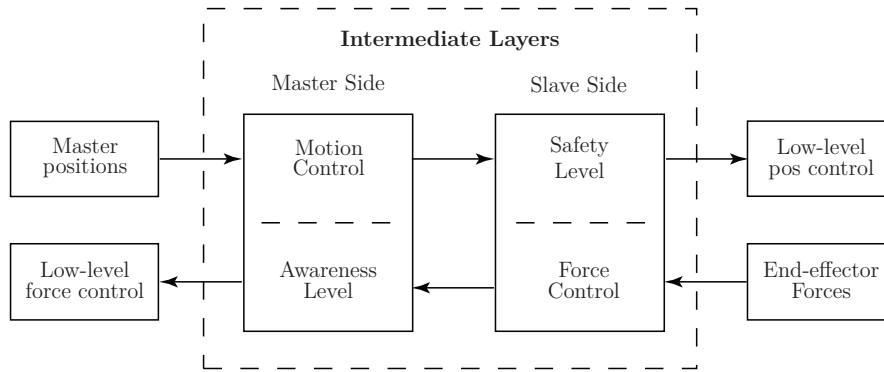 Intermediate Layers
Master Side
Slave Side
Master
positions
Motion
Control
Safety
Level
Low-level
pos control
Low-level
force control
Awareness
Level
Force
Control
End-effector
Forces